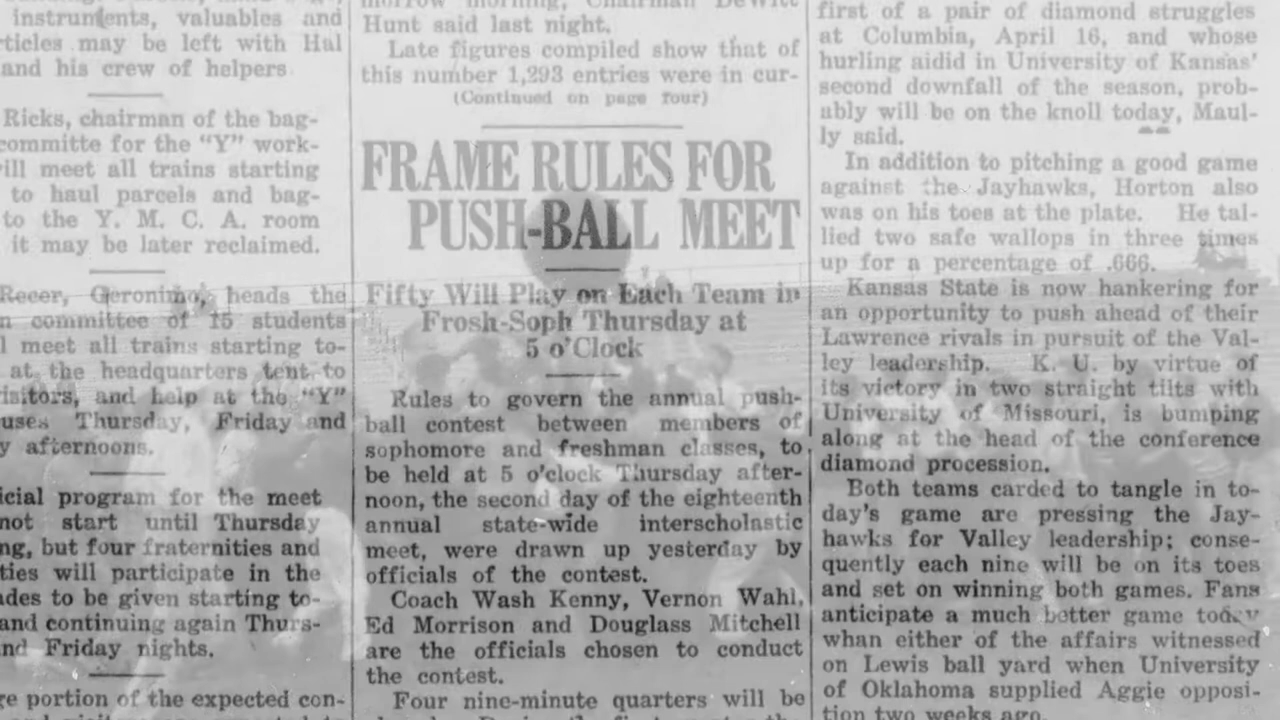 instruments, valuables and
rticles may be left with Hal
and his crew of helpers
Ricks, chairman of the bag-
committe for the "Y" work-
ill meet all trains starting
to haul parcels and bag-
to the Y. M. C. A. room
it may be later reclaimed.
Recer, Geronimo, heads the
n committee of 15 students
l meet all trains starting to-
at the headquarters tent to
isitors, and help at the "Y"
uses Thursday, Friday and
y afternoons.
icial program for the meet
not start until Thursday
ng, but four fraternities and
ties will participate in the
ades to be given starting to-
and continuing again Thurs-
nd Friday nights.
ge portion of the expected con-
morrow morning, Chairman DeWitt
Hunt said last night.
Late figures compiled show that of
this number 1,293 entries were in cur-
(Continued on page four)
FRAME RULES FOR
PUSH-BALL MEET
Fifty Will Play on Each Team in
Frosh-Soph Thursday at
5 o'Clock
Rules to govern the annual push-
ball contest between members of
sophomore and freshman classes, to
be held at 5 o'clock Thursday after-
noon, the second day of the eighteenth
annual state-wide interscholastic
meet, were drawn up yesterday by
officials of the contest.
Coach Wash Kenny, Vernon Wahl,
Ed Morrison and Douglass Mitchell
are the officials chosen to conduct
the contest.
Four nine-minute quarters will be
first of a pair of diamond struggles
at Columbia, April 16, and whose
hurling aidid in University of Kansas'
second downfall of the season, prob-
ably will be on the knoll today, Maul-
ly said.
In addition to pitching a good game
against the Jayhawks, Horton also
was on his toes at the plate. He tal-
lied two safe wallops in three times
up for a percentage of .666.
Kansas State is now hankering for
an opportunity to push ahead of their
Lawrence rivals in pursuit of the Val-
ley leadership. K. U. by virtue of
its victory in two straight tilts with
University of Missouri, is bumping
along at the head of the conference
diamond procession.
Both teams carded to tangle in to-
day's game are pressing the Jay-
hawks for Valley leadership; conse-
quently each nine will be on its toes
and set on winning both games. Fans
anticipate a much better game today
whan either of the affairs witnessed
on Lewis ball yard when University
of Oklahoma supplied Aggie opposi-
tion two weeks ago.